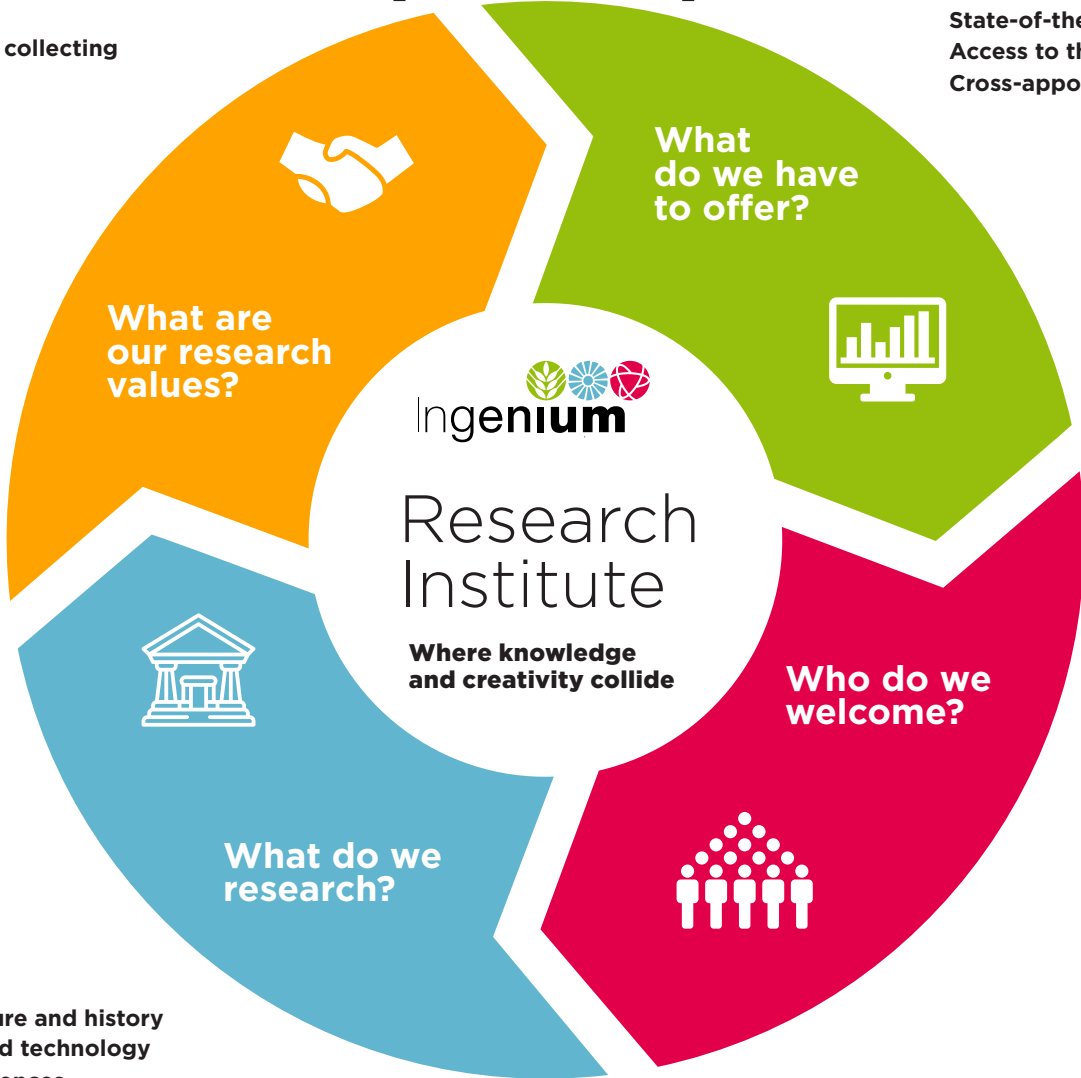 collecting
State-of-the
Access to th
Cross-appo
What
do we have
to offer?
What are
our research
values?
Ingenium
Research
Institute
Where knowledge
and creativity collide
Who do we
welcome?
What do we
research?
ure and history
d technology